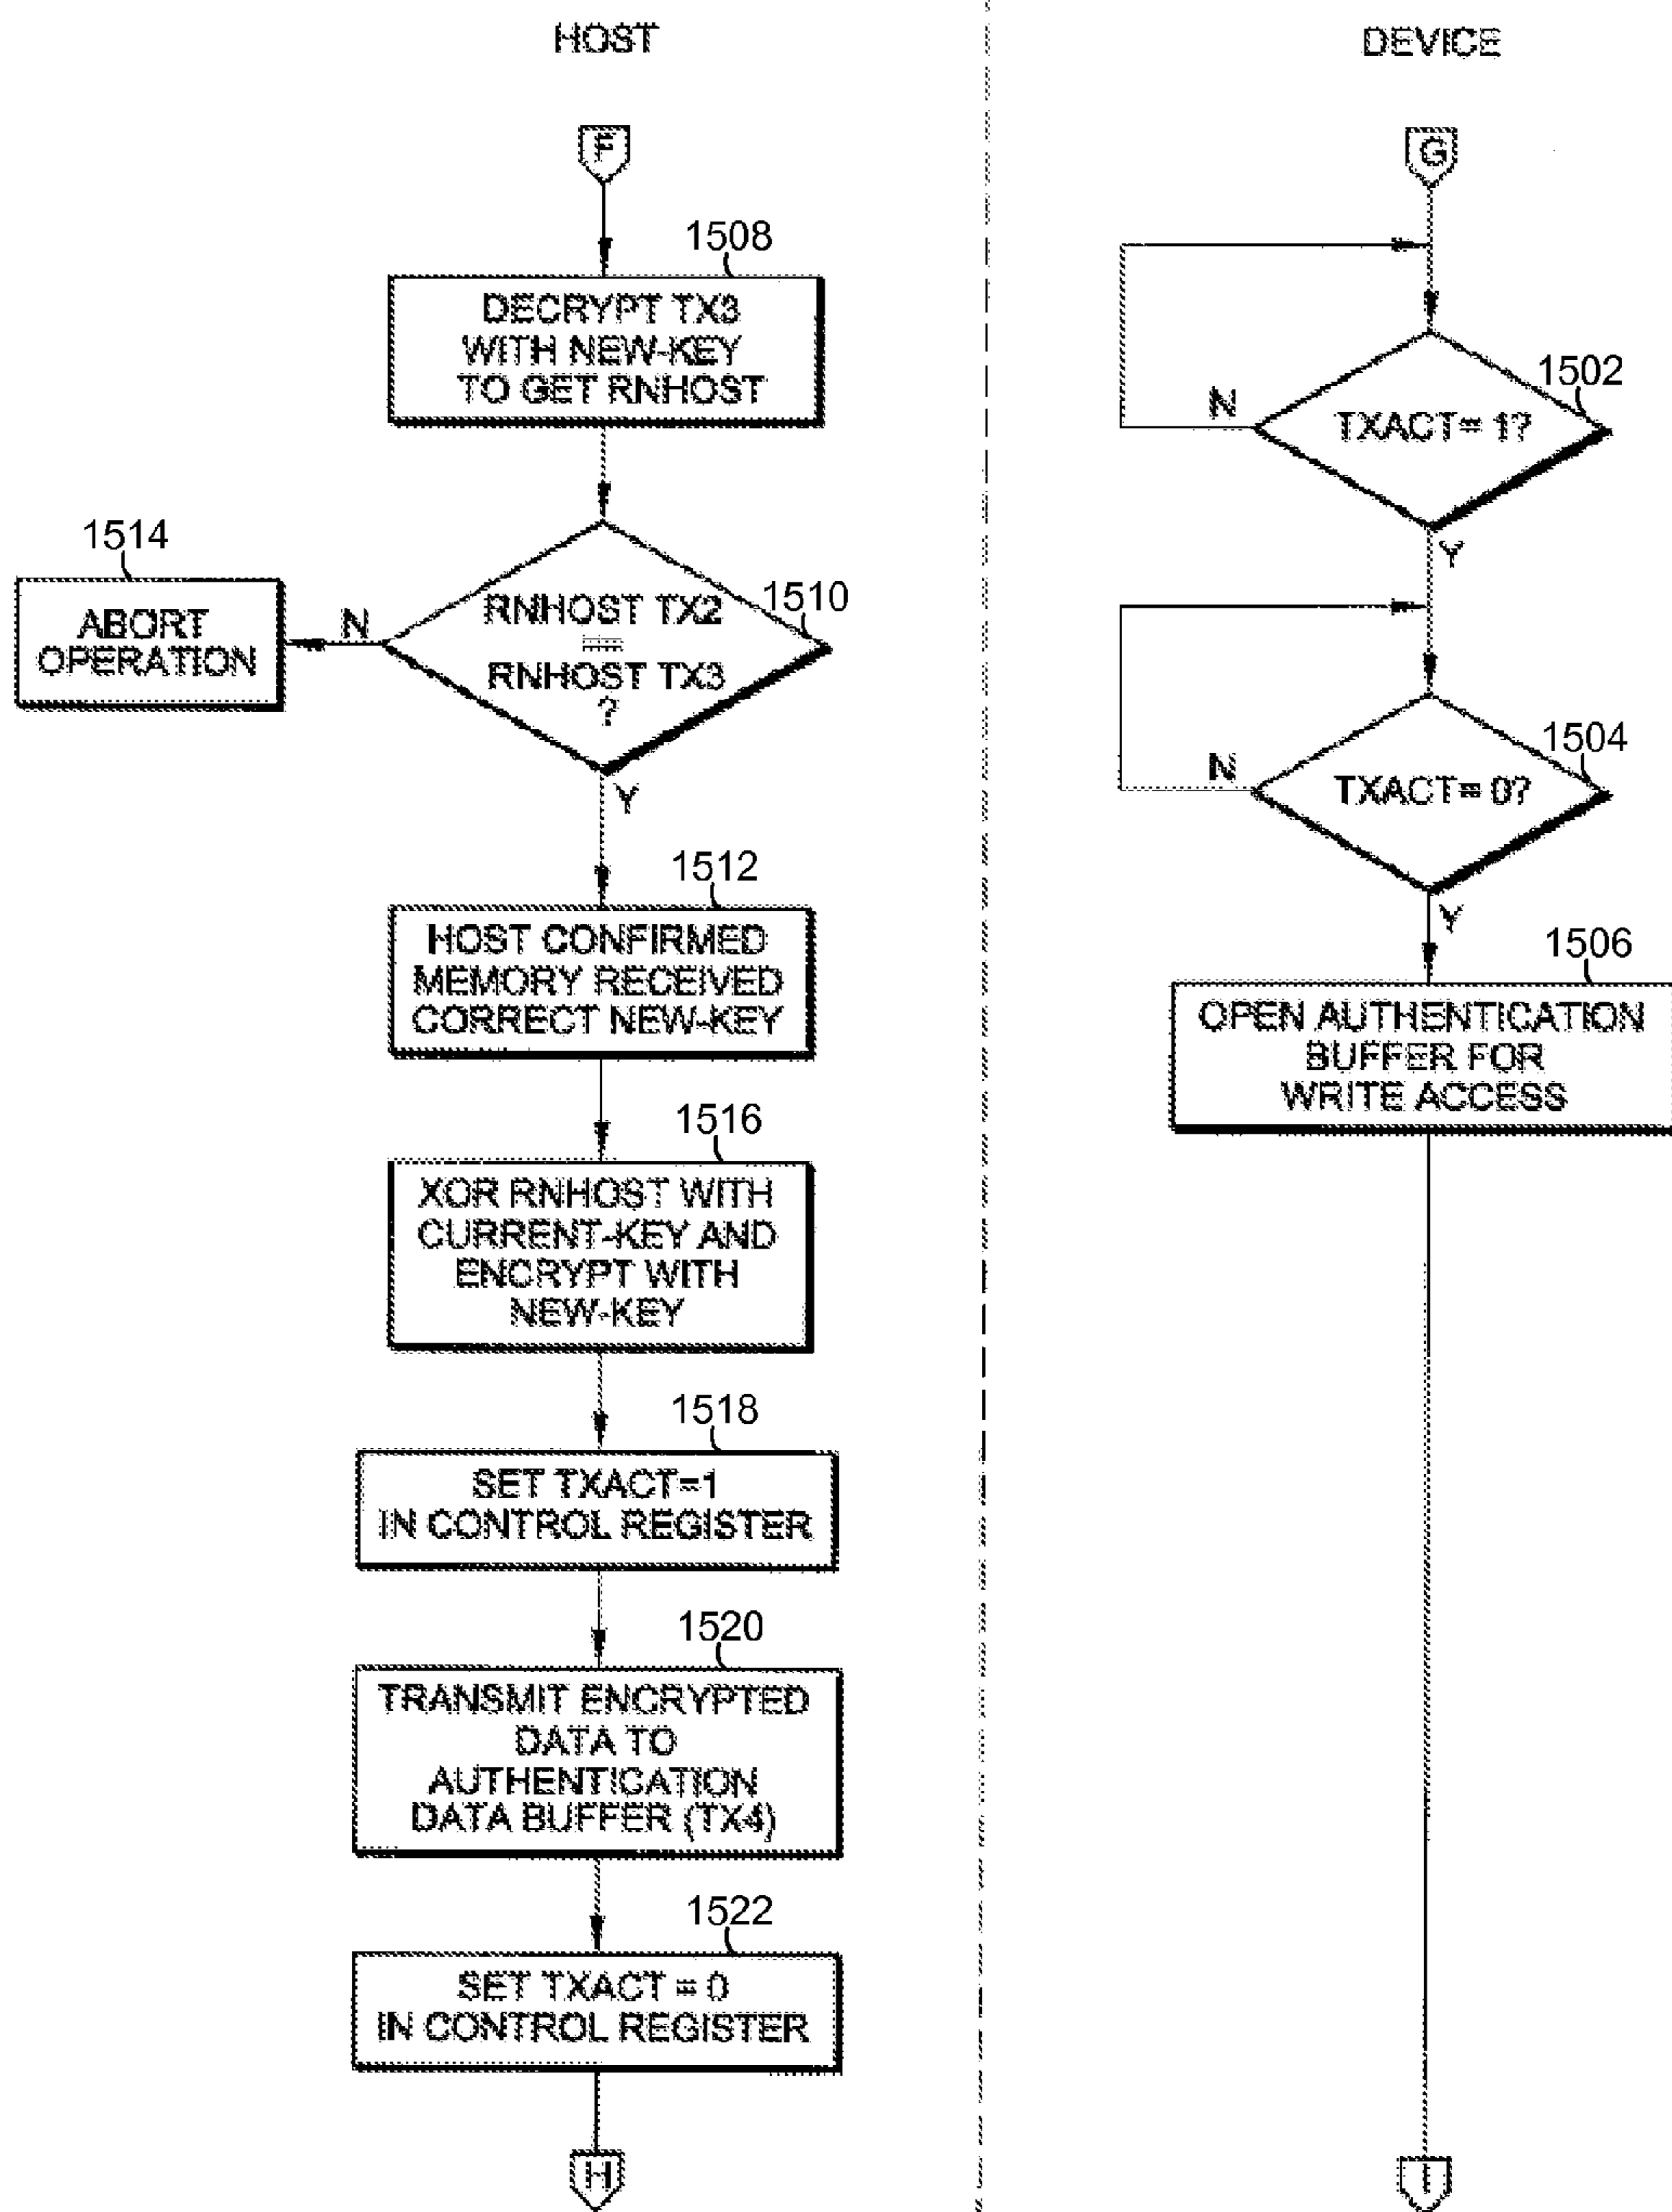 HOST
F
1508
DECRYPT TX3
WITH NEW-KEY
TO GET RNHOST
1514
ABORT
OPERATION
N
RNHOST TX2
==
RNHOST TX3
?
1510
Y
1512
HOST CONFIRMED
MEMORY RECEIVED
CORRECT NEW-KEY
1516
XOR RNHOST WITH
CURRENT-KEY AND
ENCRYPT WITH
NEW-KEY
1518
SET TXACT=1
IN CONTROL REGISTER
1520
TRANSMIT ENCRYPTED
DATA TO
AUTHENTICATION
DATA BUFFER (TX4)
1522
SET TXACT = 0
IN CONTROL REGISTER
H
DEVICE
G
1502
N
TXACT= 1?
Y
1504
N
TXACT= 0?
Y
1506
OPEN AUTHENTICATION
BUFFER FOR
WRITE ACCESS
I